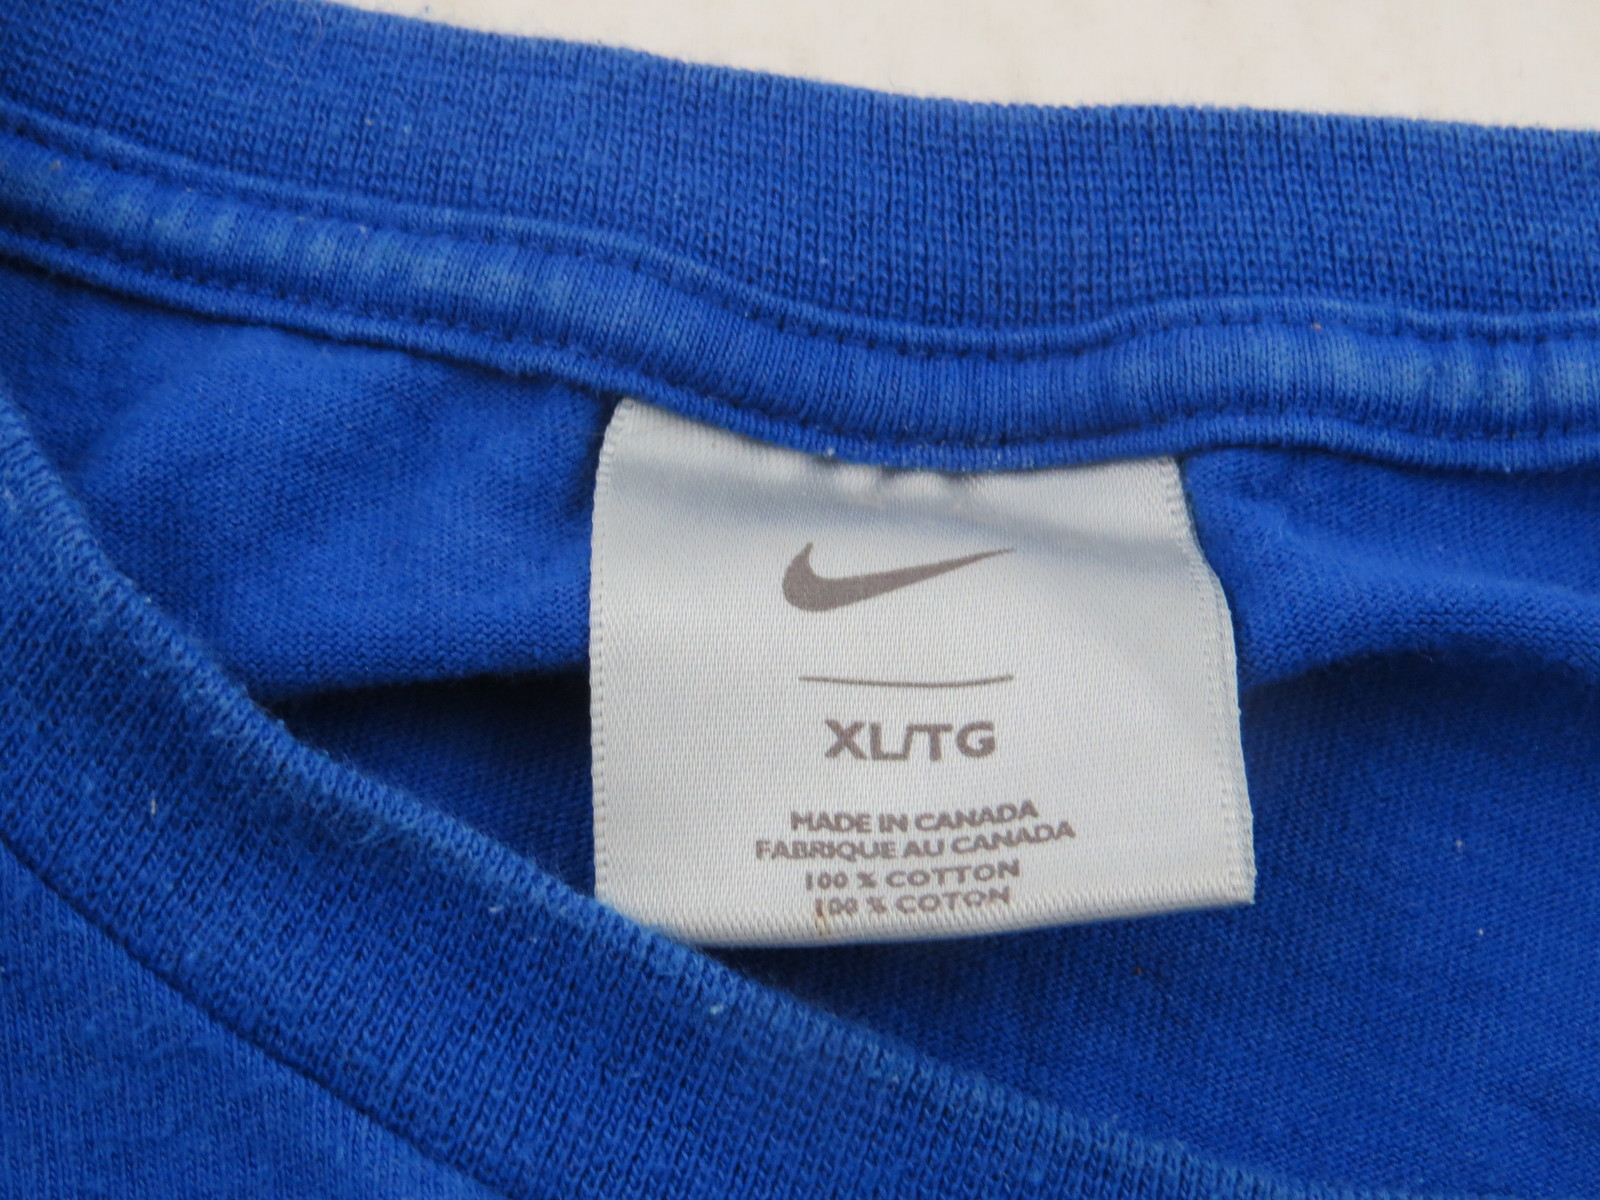 XL/TG
MADE IN CANADA
FABRIQUE AU CANADA
100 % COTTON
100 % COTON